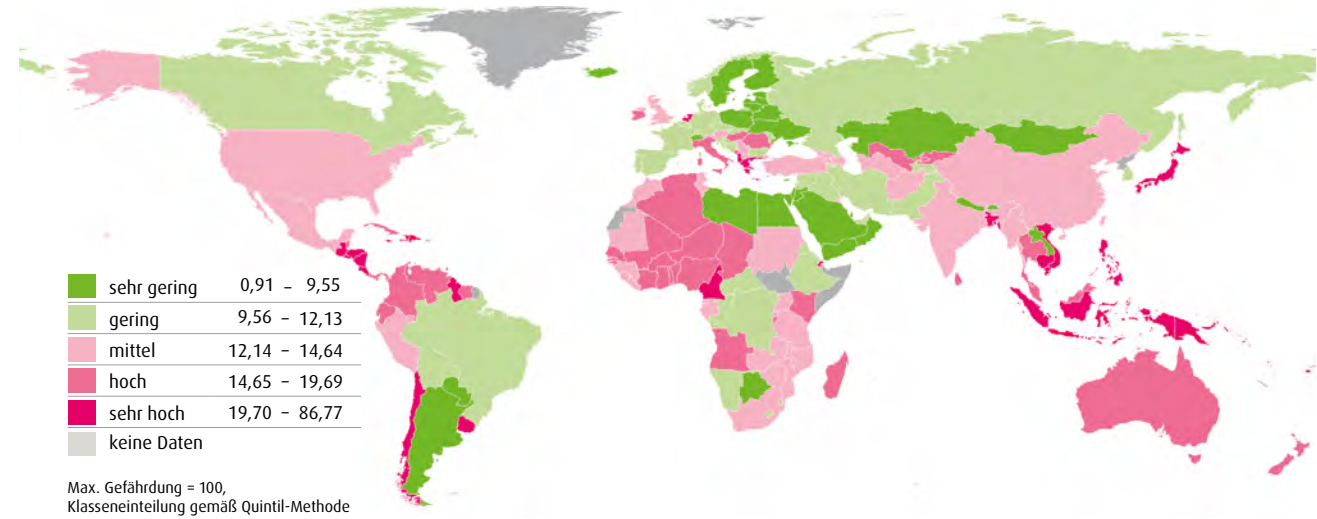 sehr gering 0,91 – 9,55
gering 9,56 – 12,13
mittel 12,14 – 14,64
hoch 14,65 – 19,69
sehr hoch 19,70 – 86,77
keine Daten
Max. Gefährdung = 100,
Klasseneinteilung gemäß Quintil-Methode